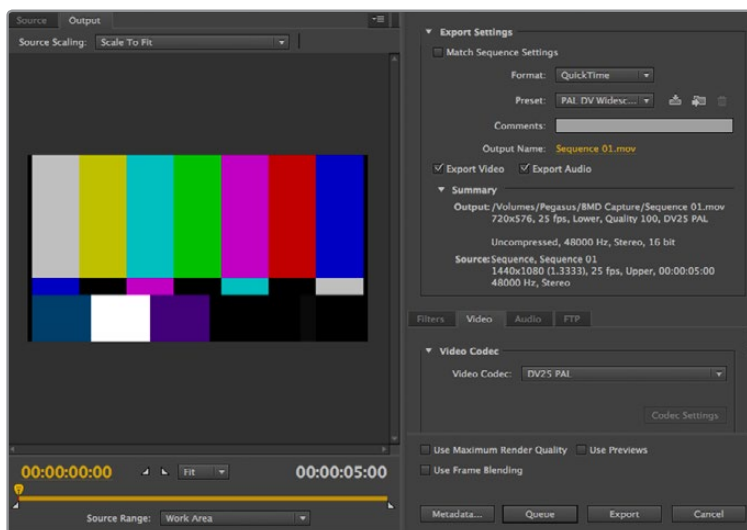 Source Output
Source Scaling: Scale To Fit
00:00:00:00 Fit 00:00:05:00
Source Range: Work Area
Export Settings
Match Sequence Settings
Format: QuickTime
Preset: PAL DV Widesc...
Comments:
Output Name: Sequence 01.mov
Export Video Export Audio
Summary
Output: /Volumes/Pegasus/BMD Capture/Sequence 01.mov
720x576, 25 fps, Lower, Quality 100, DV25 PAL
Uncompressed, 48000 Hz, Stereo, 16 bit
Source: Sequence, Sequence 01
1440x1080 (1.3333), 25 fps, Upper, 00:00:05:00
48000 Hz, Stereo
Filters Video Audio FTP
Video Codec
Video Codec: DV25 PAL
Codec Settings
Use Maximum Render Quality Use Previews
Use Frame Blending
Metadata... Queue Export Cancel